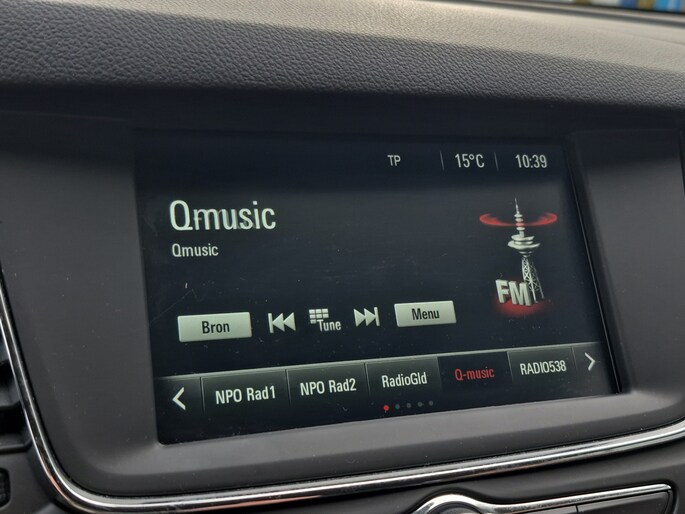 TP 15°C 10:39
Qmusic
Qmusic
FM
Bron Tune Menu
NPO Rad1 NPO Rad2 RadioGld Q-music RADIO538